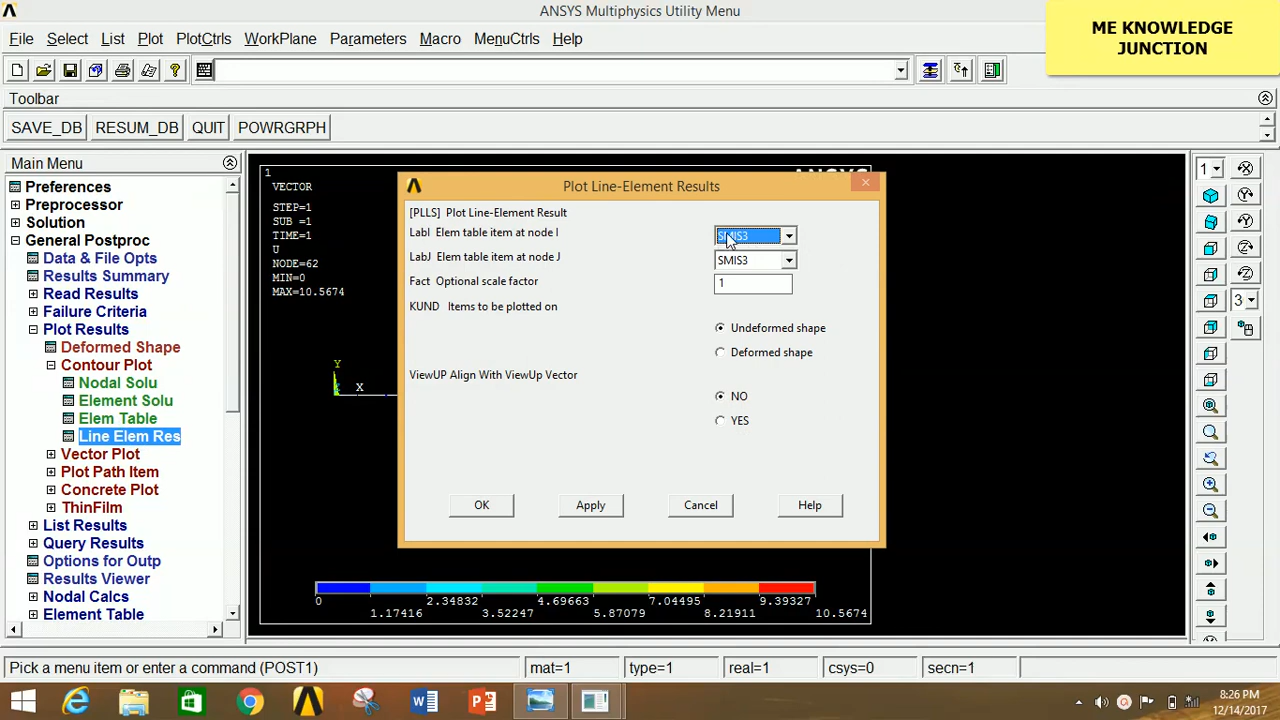 ANSYS Multiphysics Utility Menu
ME KNOWLEDGE
JUNCTION
File Select List Plot PlotCtrls WorkPlane Parameters Macro MenuCtrls Help
Toolbar
SAVE_DB RESUM_DB QUIT POWRGRPH
Main Menu
Preferences
Preprocessor
Solution
General Postproc
Data & File Opts
Results Summary
Read Results
Failure Criteria
Plot Results
Deformed Shape
Contour Plot
Nodal Solu
Element Solu
Elem Table
Line Elem Res
Vector Plot
Plot Path Item
Concrete Plot
ThinFilm
List Results
Query Results
Options for Outp
Results Viewer
Nodal Calcs
Element Table
1
VECTOR
STEP=1
SUB =1
TIME=1
U
NODE=62
MIN=0
MAX=10.5674
Y
X
Plot Line-Element Results
[PLLS] Plot Line-Element Result
LabI Elem table item at node I
SMIS3
LabJ Elem table item at node J
SMIS3
Fact Optional scale factor
1
KUND Items to be plotted on
Undeformed shape
Deformed shape
ViewUP Align With ViewUp Vector
NO
YES
OK Apply Cancel Help
0 2.34832 4.69663 7.04495 9.39327
1.17416 3.52247 5.87079 8.21911 10.5674
1
3
Pick a menu item or enter a command (POST1) mat=1 type=1 real=1 csys=0 secn=1
8:26 PM
12/14/2017